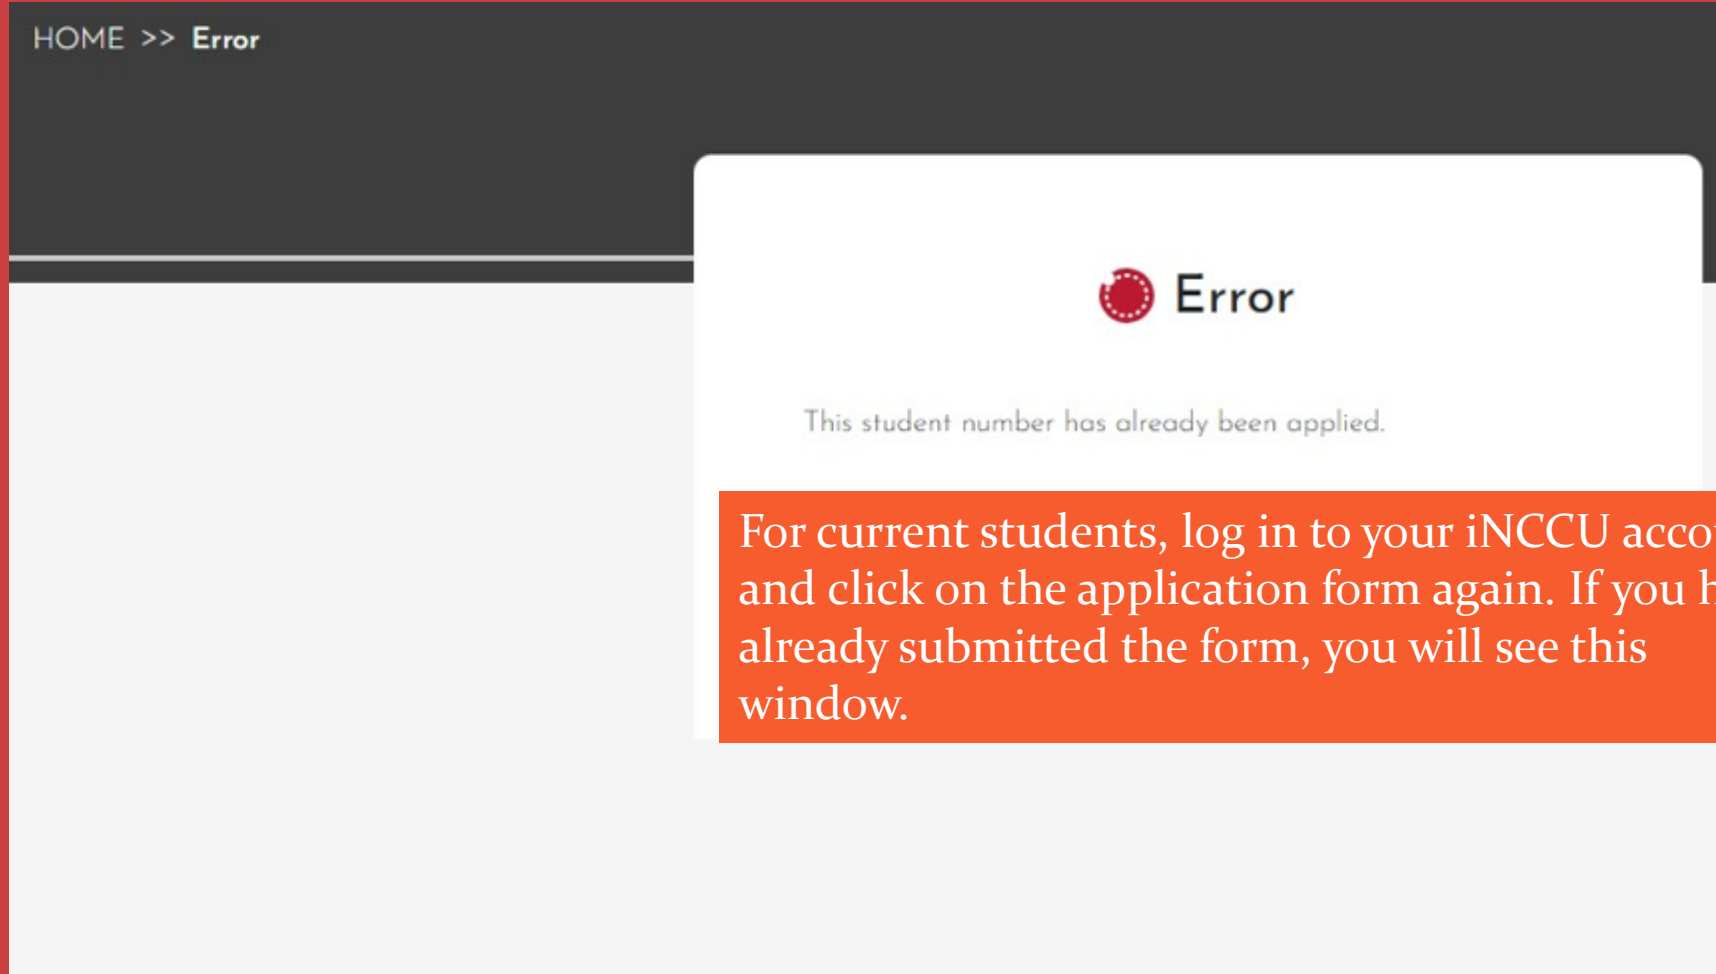 HOME >> Error
Error
This student number has already been applied.
For current students, log in to your iNCCU
and click on the application form again. If you
already submitted the form, you will see this
window.